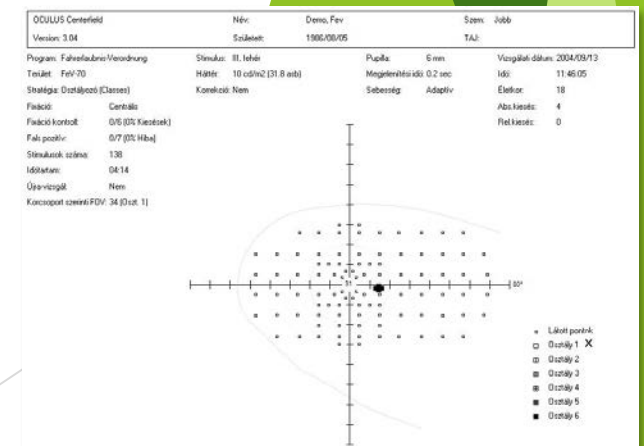 OCULUS Centerfield Név: Demo, Fev Szem: Jobb
Version: 3.04 Született: 1986/08/05 TAJ:
Program: Fahrerlaubnis-Verordnung Stimulus: III, fehér Pupilla: 6 mm Vizsgálati dátum: 2004/09/13
Terület: FeV-70 Háttér: 10 cd/m2 (31.8 asb) Megjelenítési idő: 0.2 sec Idő: 11:46:05
Stratégia: Osztályozó (Classes) Korrekció: Nem Sebesség: Adaptív Életkor: 18
Fixáció: Centrális Abs.kiesés: 4
Fixáció kontroll: 0/6 (0% Kiesések) Rel.kiesés: 0
Fals pozitív: 0/7 (0% Hiba)
Stimulusok száma: 138
Időtartam: 04:14
Újra-vizsgál: Nem
Korcsoport szerinti FOV: 34 (Oszt. 1)
Látott pontok
Osztály 1 X
Osztály 2
Osztály 3
Osztály 4
Osztály 5
Osztály 6